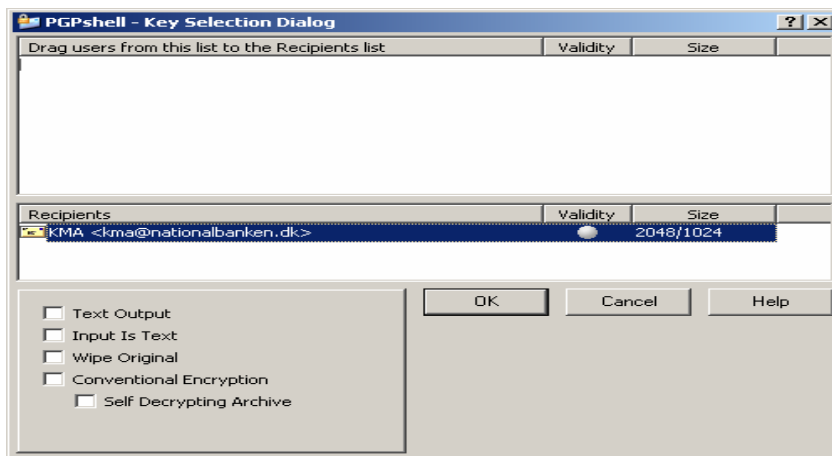 PGPshell - Key Selection Dialog
Drag users from this list to the Recipients list Validity Size
Recipients Validity Size
KMA <kma@nationalbanken.dk> 2048/1024
OK Cancel Help
Text Output
Input Is Text
Wipe Original
Conventional Encryption
Self Decrypting Archive